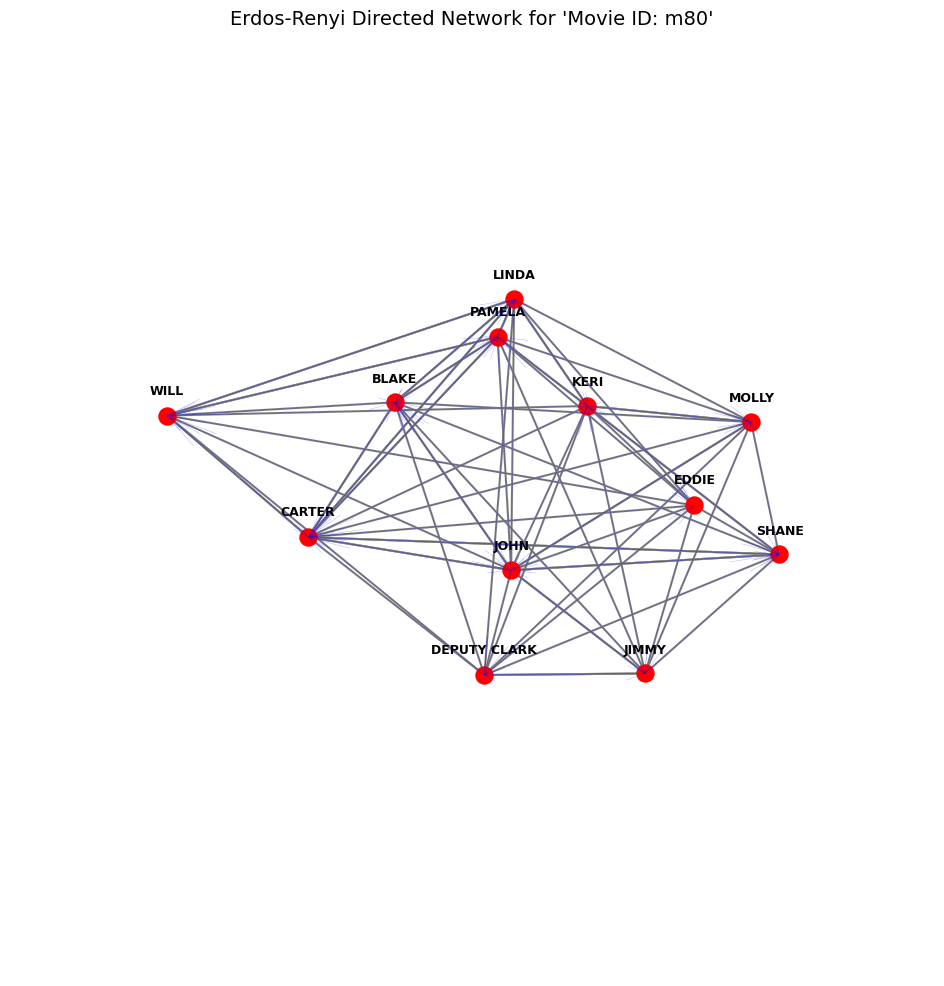 Erdos-Renyi Directed Network for 'Movie ID: m80'
LINDA
PAMELA
BLAKE
KERI
WILL
MOLLY
EDDIE
CARTER
SHANE
JOHN
DEPUTY CLARK
JIMMY